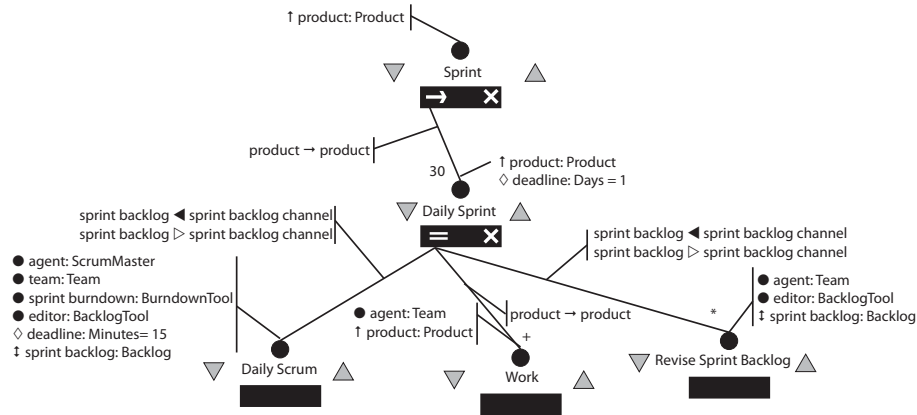 ↑ product: Product
Sprint
→ ×
product → product
30
↑ product: Product
◊ deadline: Days = 1
Daily Sprint
= ×
sprint backlog ◀ sprint backlog channel
sprint backlog ▷ sprint backlog channel
sprint backlog ◀ sprint backlog channel
sprint backlog ▷ sprint backlog channel
● agent: ScrumMaster
● team: Team
● sprint burndown: BurndownTool
● editor: BacklogTool
◊ deadline: Minutes= 15
↕ sprint backlog: Backlog
● agent: Team
↑ product: Product
product → product
● agent: Team
● editor: BacklogTool
↕ sprint backlog: Backlog
*
+
Daily Scrum
Work
Revise Sprint Backlog